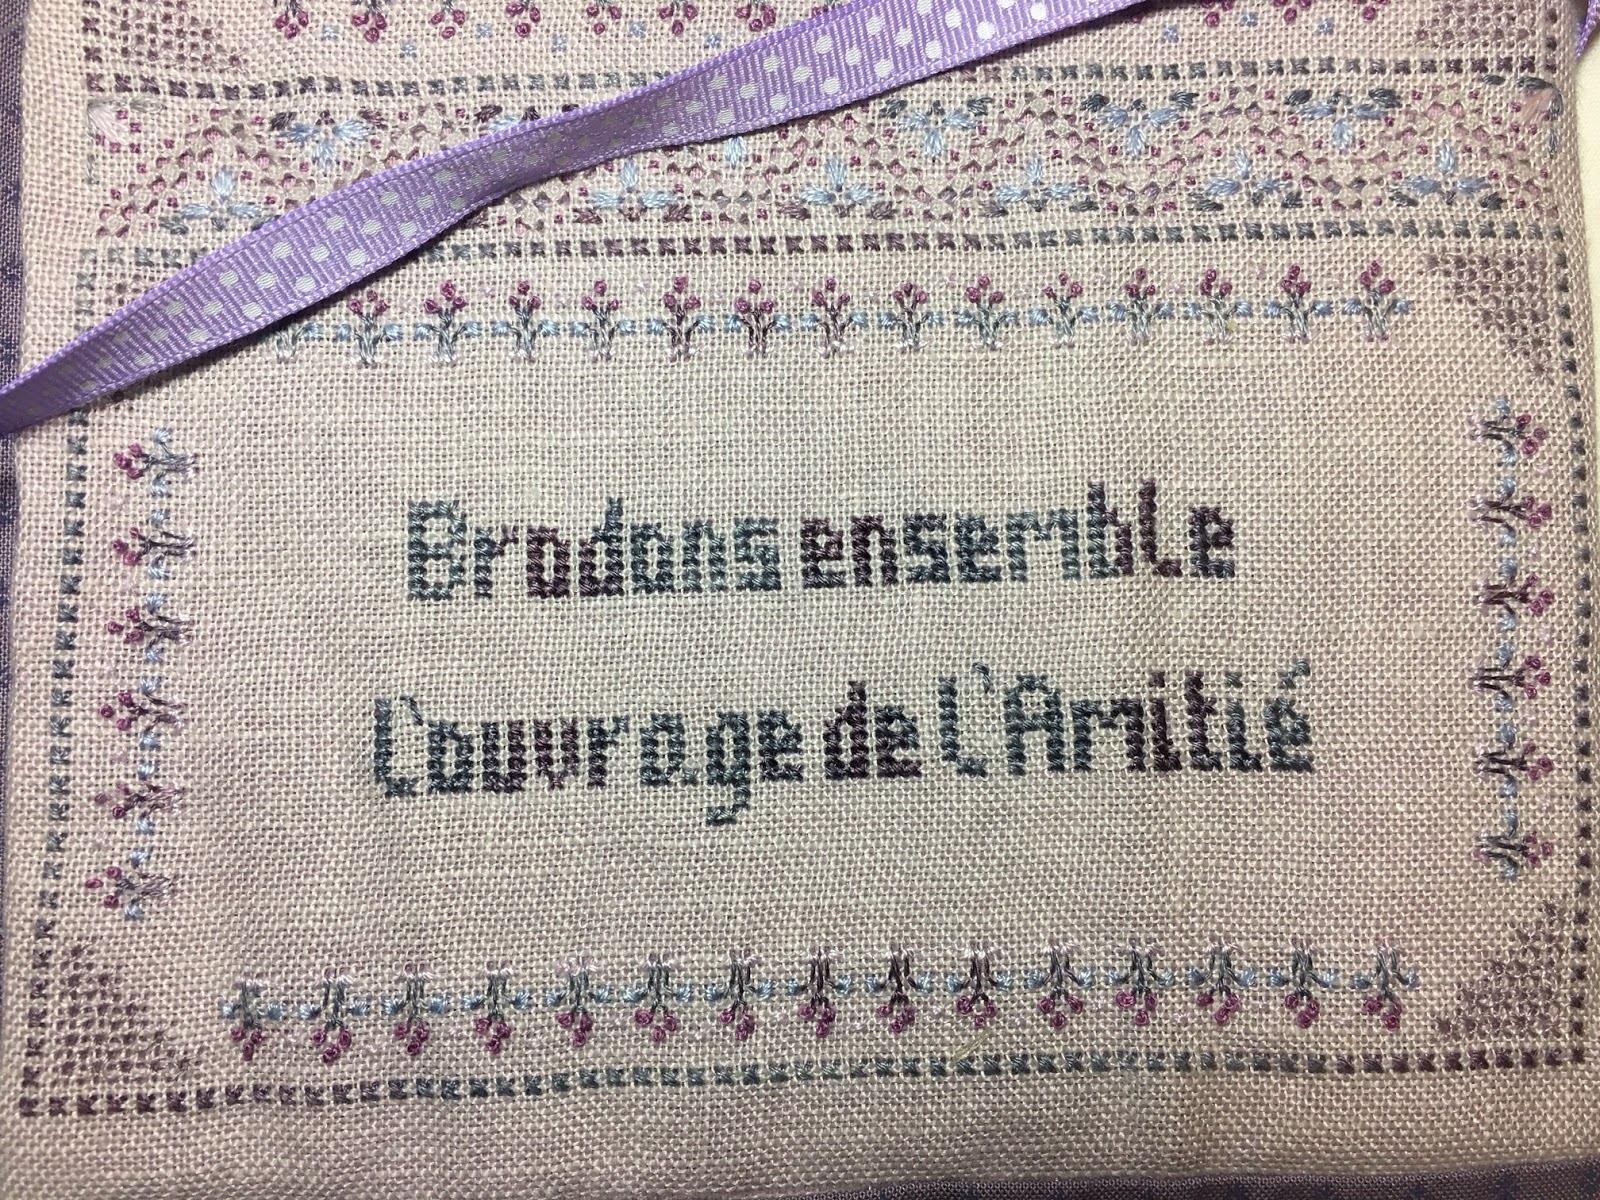 Brodons ensemble
L'ouvrage de l'Amitié